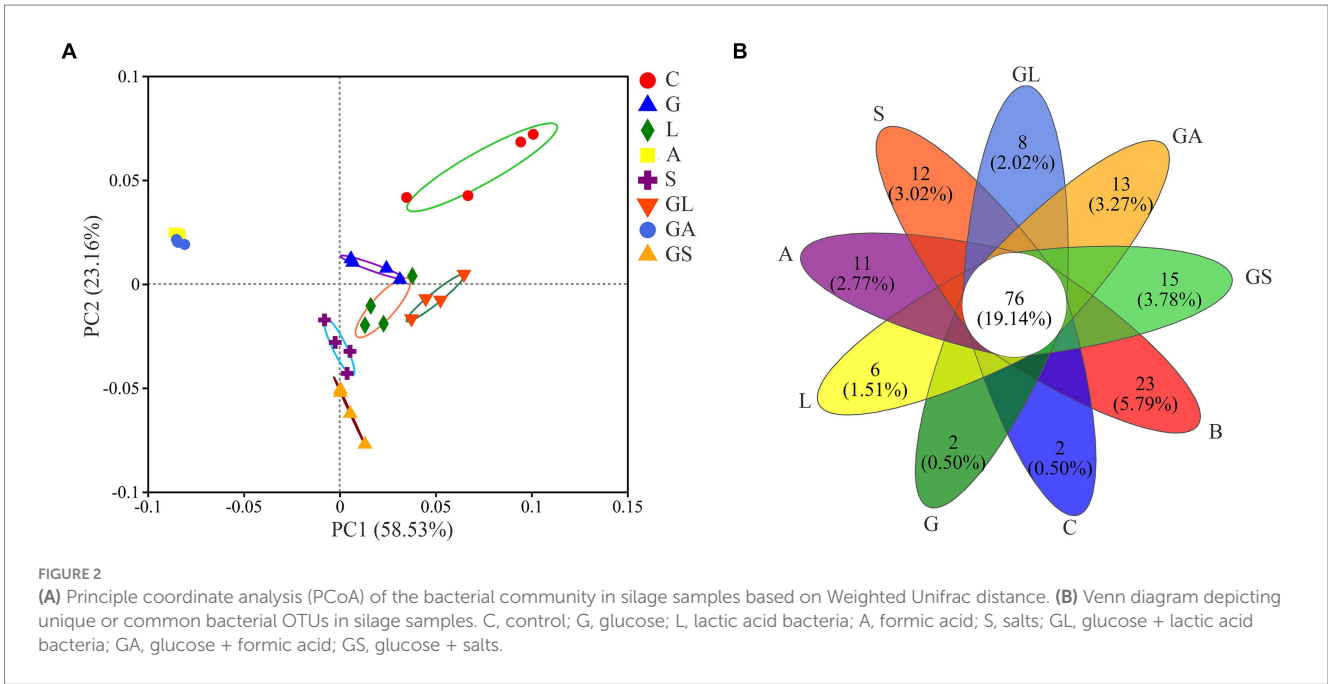 A
0.1
0.05
0
-0.05
-0.1
PC2 (23.16%)
-0.1
-0.05
0
0.05
0.1
0.15
PC1 (58.53%)
C
G
L
A
S
GL
GA
GS
B
GL
8
(2.02%)
GA
13
(3.27%)
GS
15
(3.78%)
B
23
(5.79%)
C
2
(0.50%)
G
2
(0.50%)
L
6
(1.51%)
A
11
(2.77%)
S
12
(3.02%)
76
(19.14%)
FIGURE 2
(A) Principle coordinate analysis (PCoA) of the bacterial community in silage samples based on Weighted Unifrac distance. (B) Venn diagram depicting
unique or common bacterial OTUs in silage samples. C, control; G, glucose; L, lactic acid bacteria; A, formic acid; S, salts; GL, glucose + lactic acid
bacteria; GA, glucose + formic acid; GS, glucose + salts.